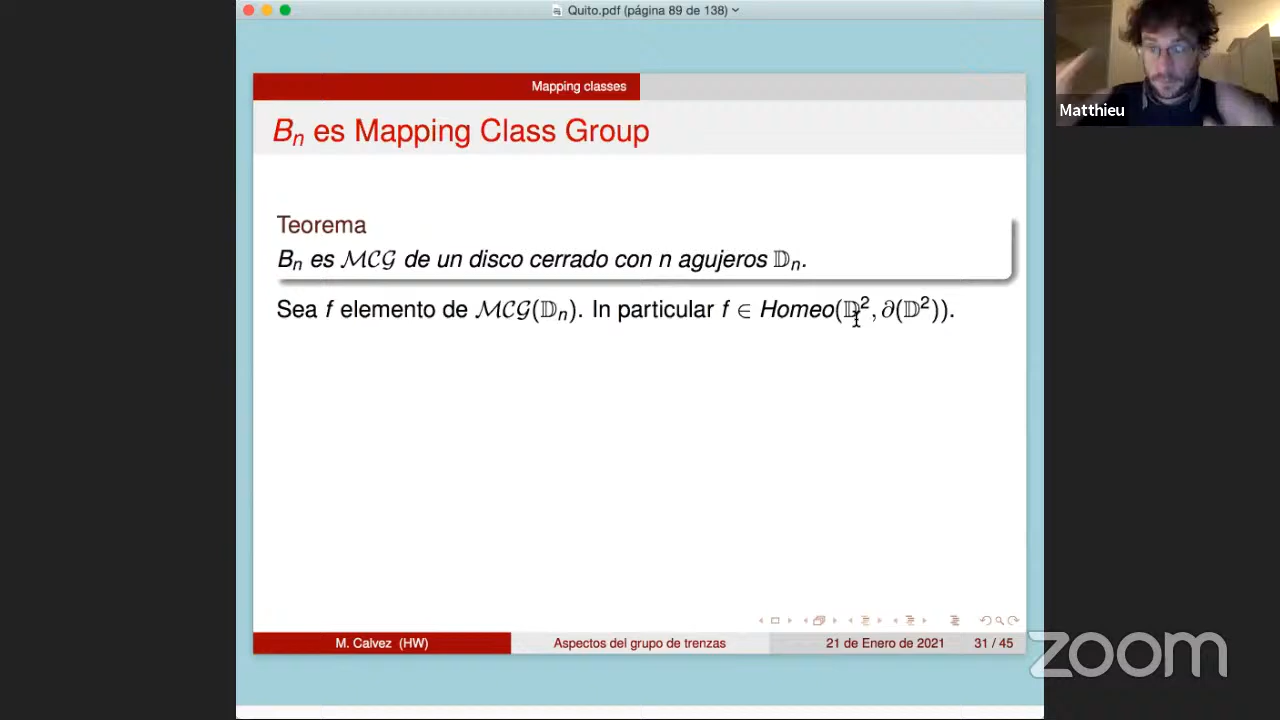 Quito.pdf (página 89 de 138)
Matthieu
Mapping classes
Bₙ es Mapping Class Group
Teorema
Bₙ es 𝓜𝓒𝓖 de un disco cerrado con n agujeros 𝔻ₙ.
Sea f elemento de 𝓜𝓒𝓖(𝔻ₙ). In particular f ∈ Homeo(𝔻², ∂(𝔻²)).
M. Calvez (HW) Aspectos del grupo de trenzas 21 de Enero de 2021 31 / 45
zoom